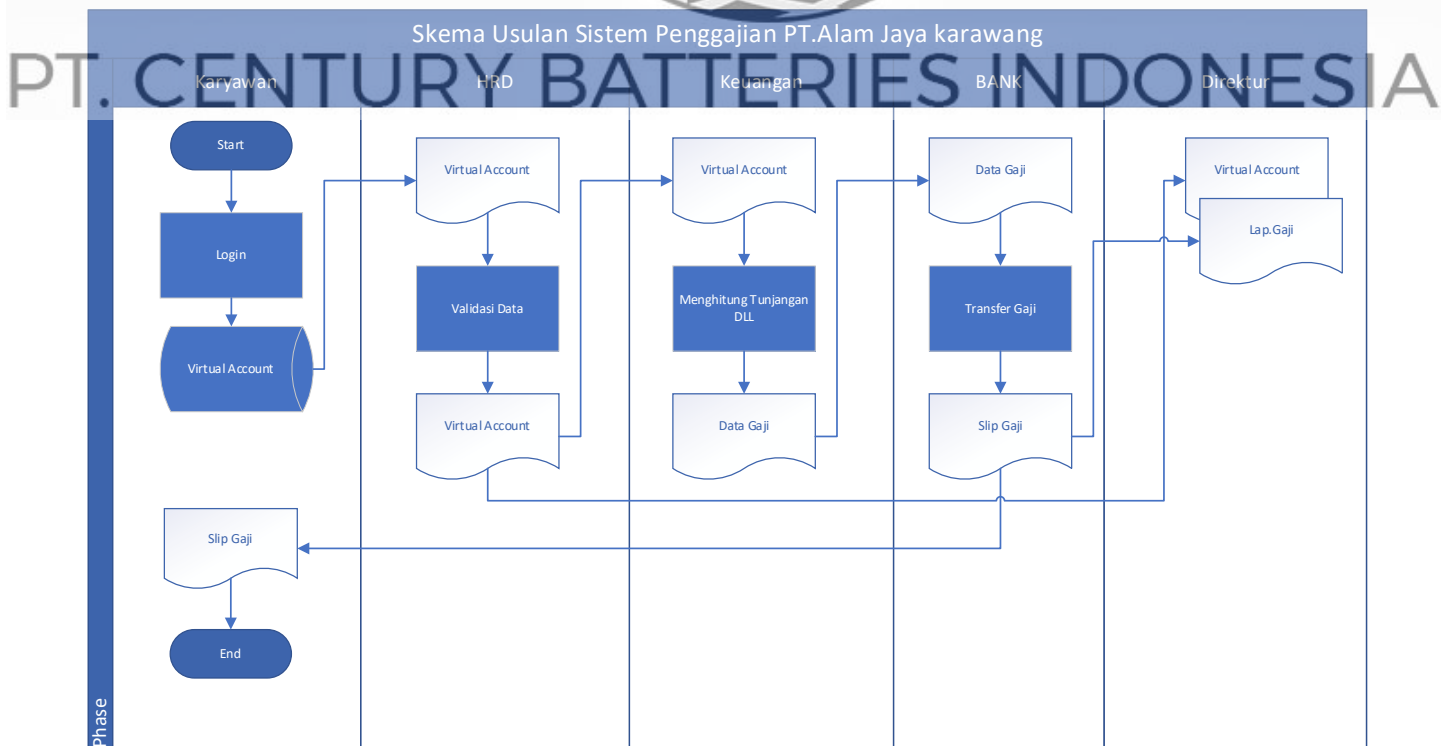 Skema Usulan Sistem Penggajian PT.Alam Jaya karawang
PT. CENTURY BATTERIES INDONESIA
Karyawan
HRD
Keuangan
BANK
Direktur
Start
Login
Virtual Account
Slip Gaji
End
Virtual Account
Validasi Data
Virtual Account
Virtual Account
Menghitung Tunjangan
DLL
Data Gaji
Data Gaji
Transfer Gaji
Slip Gaji
Virtual Account
Lap.Gaji
Phase